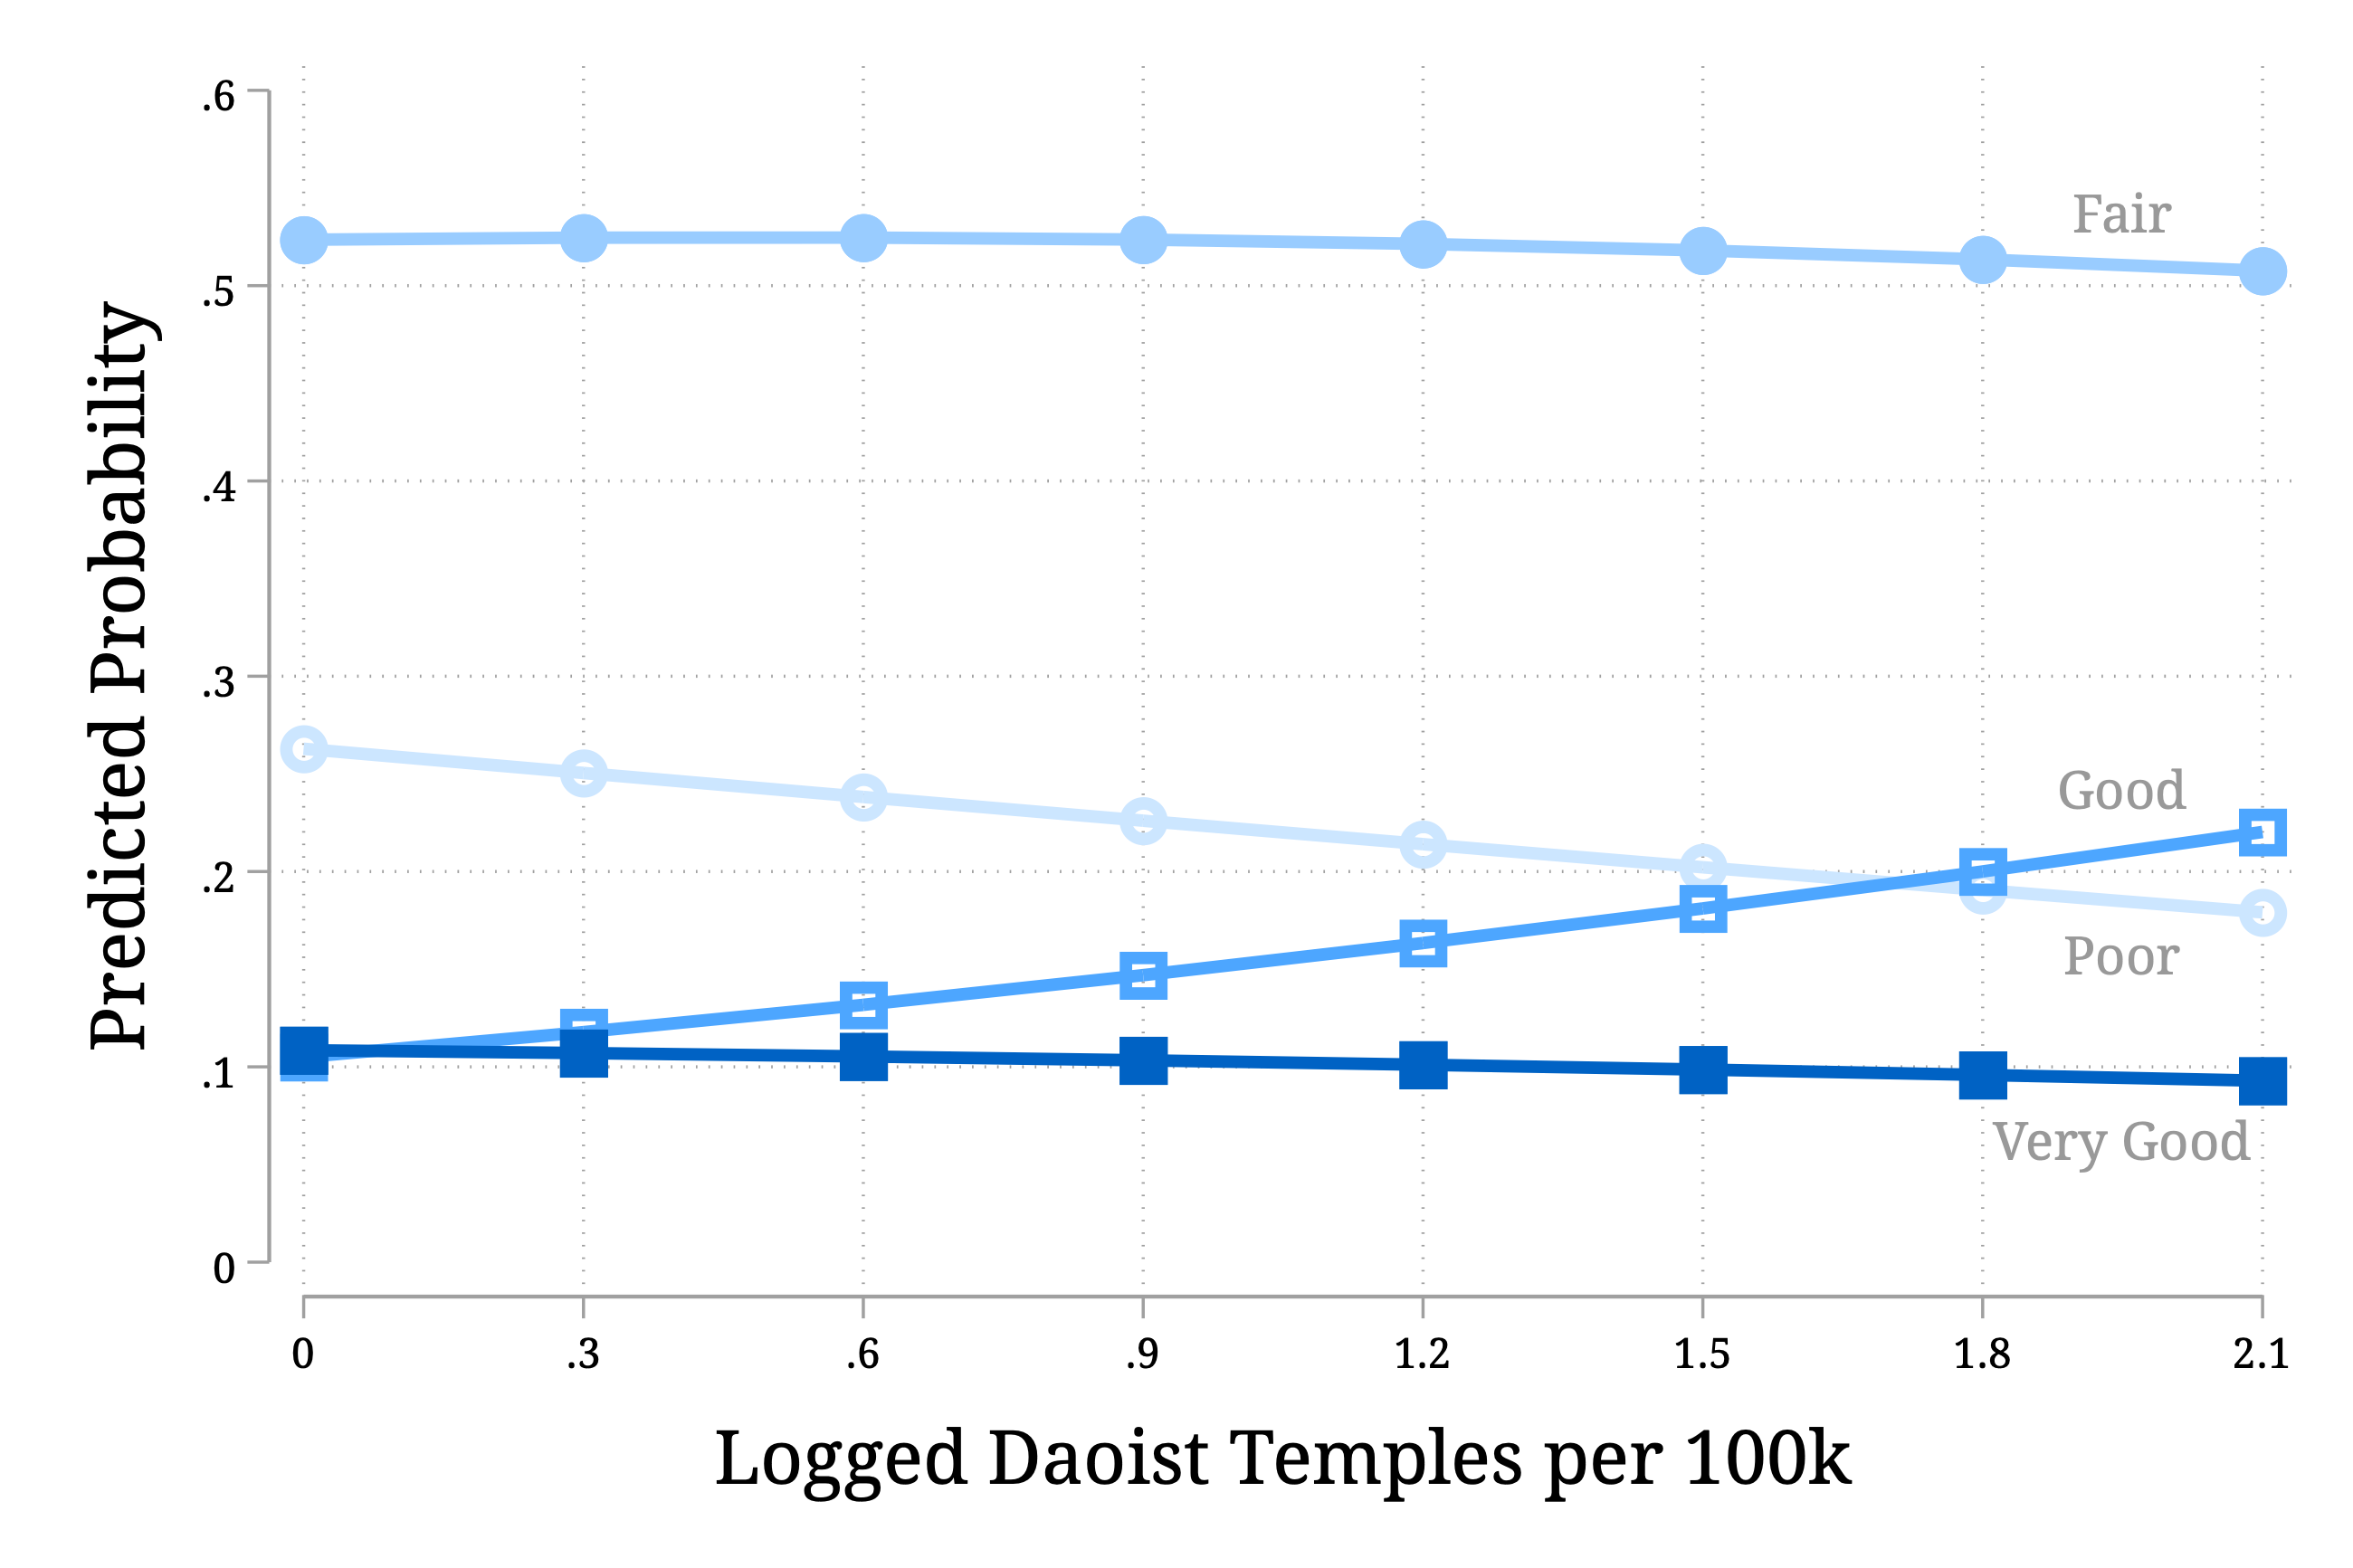 Predicted Probability
.6
.5
.4
.3
.2
.1
0
Fair
Good
Poor
Very Good
0 .3 .6 .9 1.2 1.5 1.8 2.1
Logged Daoist Temples per 100k